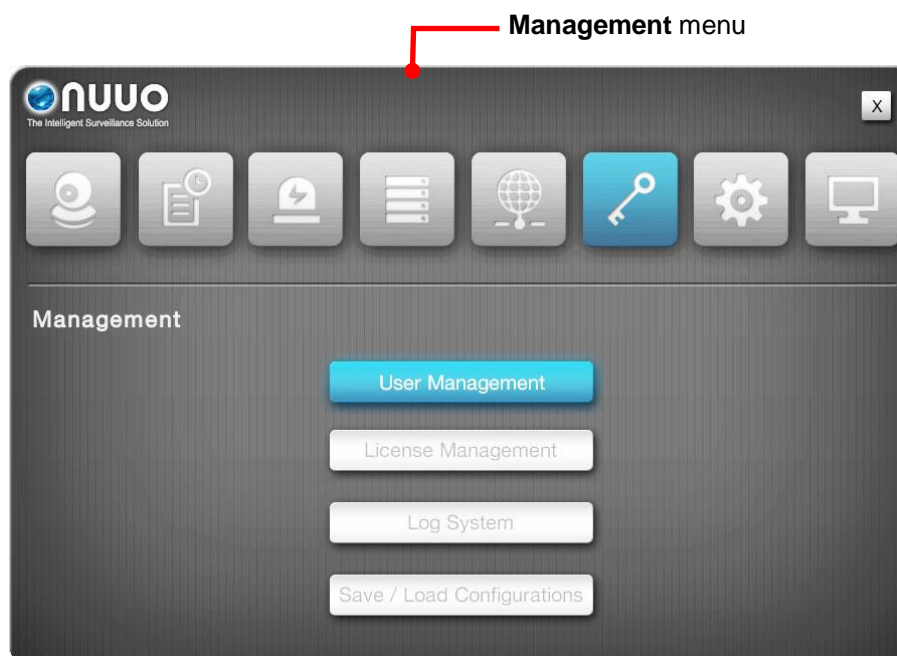 Management menu
nuuo
The Intelligent Surveillance Solution
X
Management
User Management
License Management
Log System
Save / Load Configurations